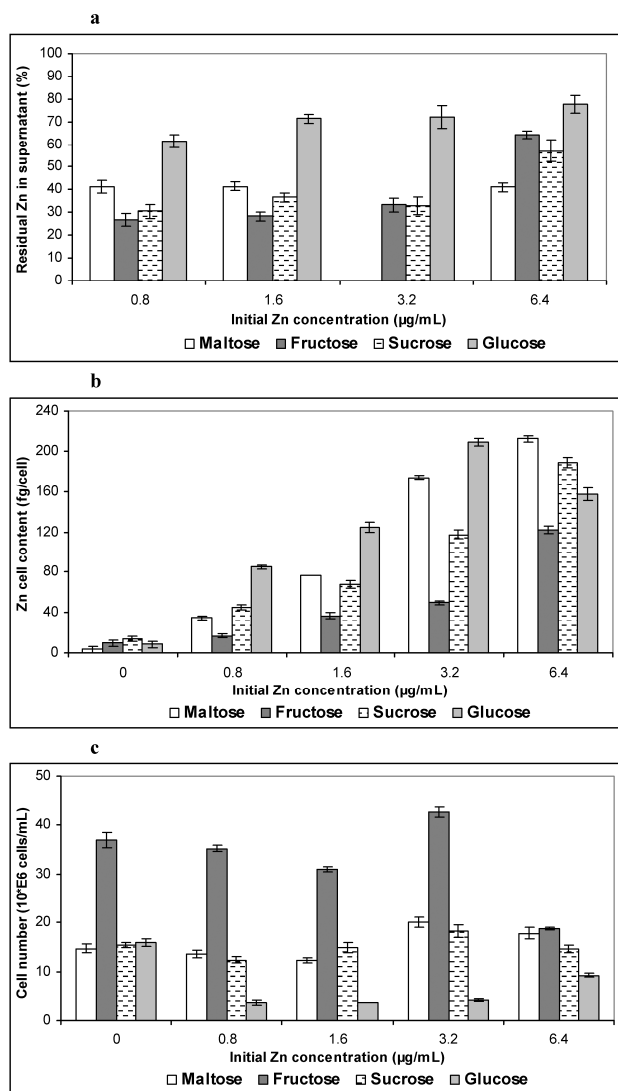 a
Residual Zn in supernatant (%)
100
90
80
70
60
50
40
30
20
10
0
0.8 1.6 3.2 6.4
Initial Zn concentration (µg/mL)
Maltose Fructose Sucrose Glucose
b
Zn cell content (fg/cell)
240
200
160
120
80
40
0
0 0.8 1.6 3.2 6.4
Initial Zn concentration (µg/mL)
Maltose Fructose Sucrose Glucose
c
Cell number (10*E6 cells/mL)
50
40
30
20
10
0
0 0.8 1.6 3.2 6.4
Initial Zn concentration (µg/mL)
Maltose Fructose Sucrose Glucose